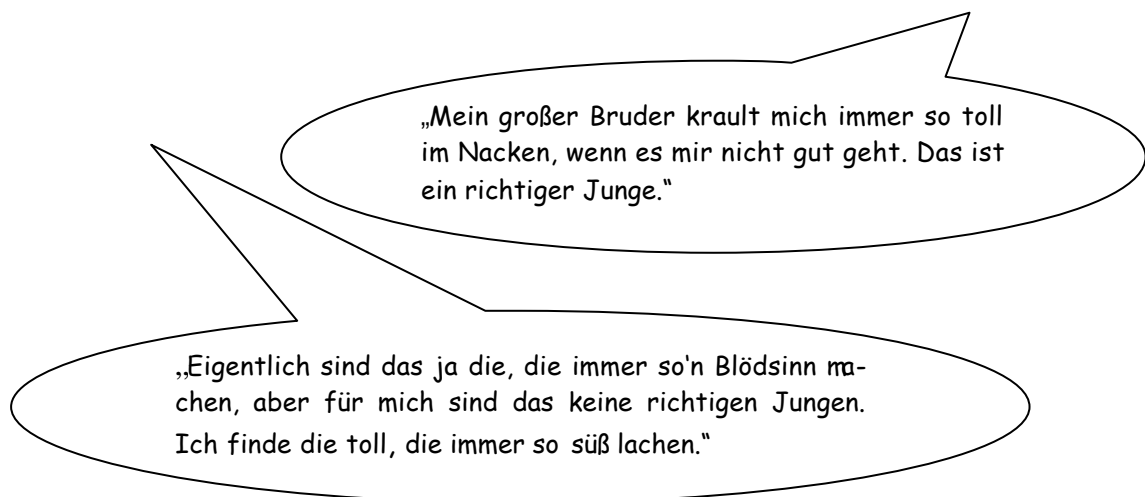 „Mein großer Bruder krault mich immer so toll
im Nacken, wenn es mir nicht gut geht. Das ist
ein richtiger Junge.“
„Eigentlich sind das ja die, die immer so'n Blödsinn ma-
chen, aber für mich sind das keine richtigen Jungen.
Ich finde die toll, die immer so süß lachen.“